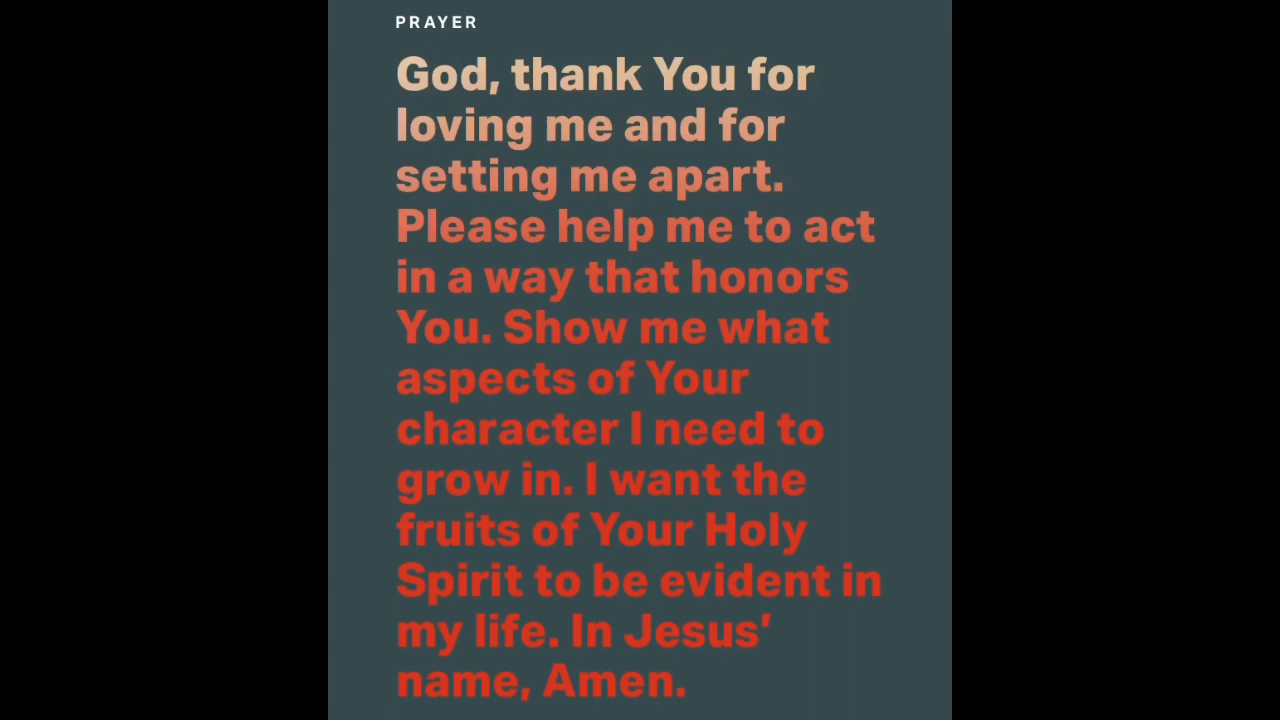 PRAYER
God, thank You for
loving me and for
setting me apart.
Please help me to act
in a way that honors
You. Show me what
aspects of Your
character I need to
grow in. I want the
fruits of Your Holy
Spirit to be evident in
my life. In Jesus’
name, Amen.